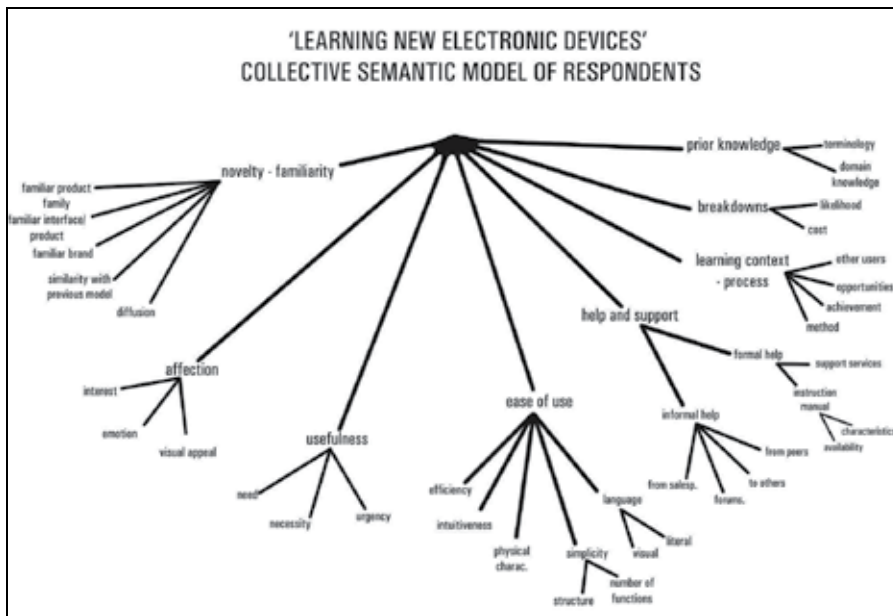 'LEARNING NEW ELECTRONIC DEVICES'
COLLECTIVE SEMANTIC MODEL OF RESPONDENTS
novelty - familiarity
familiar product
family
familiar interface/
product
familiar brand
similarity with
previous model
diffusion
affection
interest
emotion
visual appeal
usefulness
need
necessity
urgency
ease of use
efficiency
intuitiveness
physical
charac.
simplicity
structure
number of
functions
language
visual
literal
help and support
informal help
from salesp.
forums.
to others
from peers
formal help
support services
instruction
manual
characteristics
availability
learning context
- process
other users
opportunities
achievement
method
breakdowns
likelihood
cost
prior knowledge
terminology
domain
knowledge